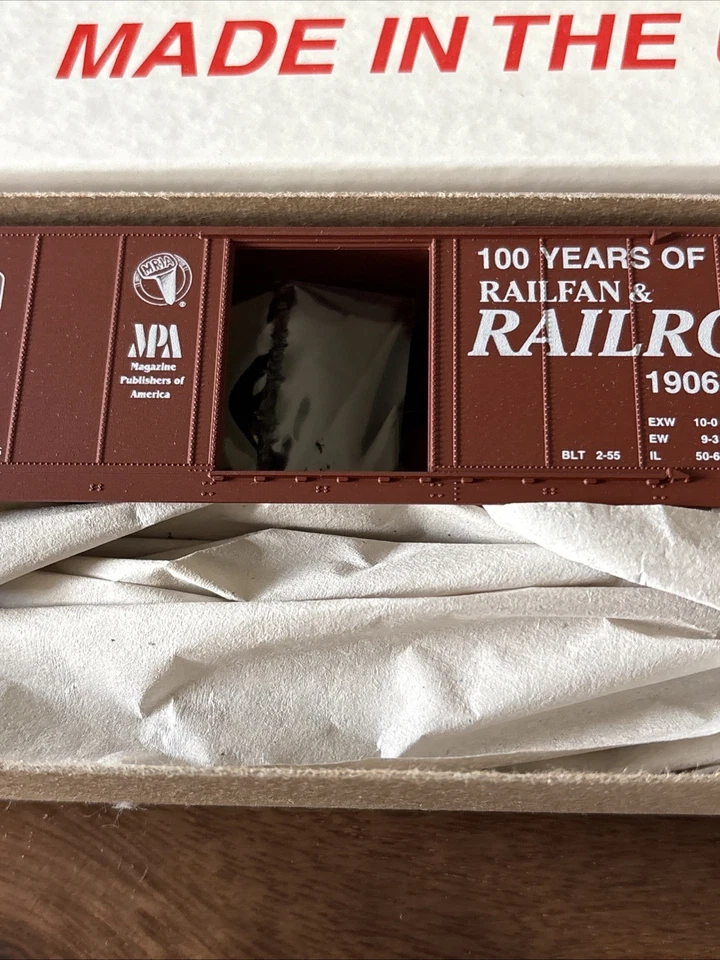 MADE IN THE
MRIA
MPA
Magazine
Publishers of
America
100 YEARS OF
RAILFAN &
RAILRO
1906
EXW 10-0
EW 9-3
BLT 2-55 IL 50-6